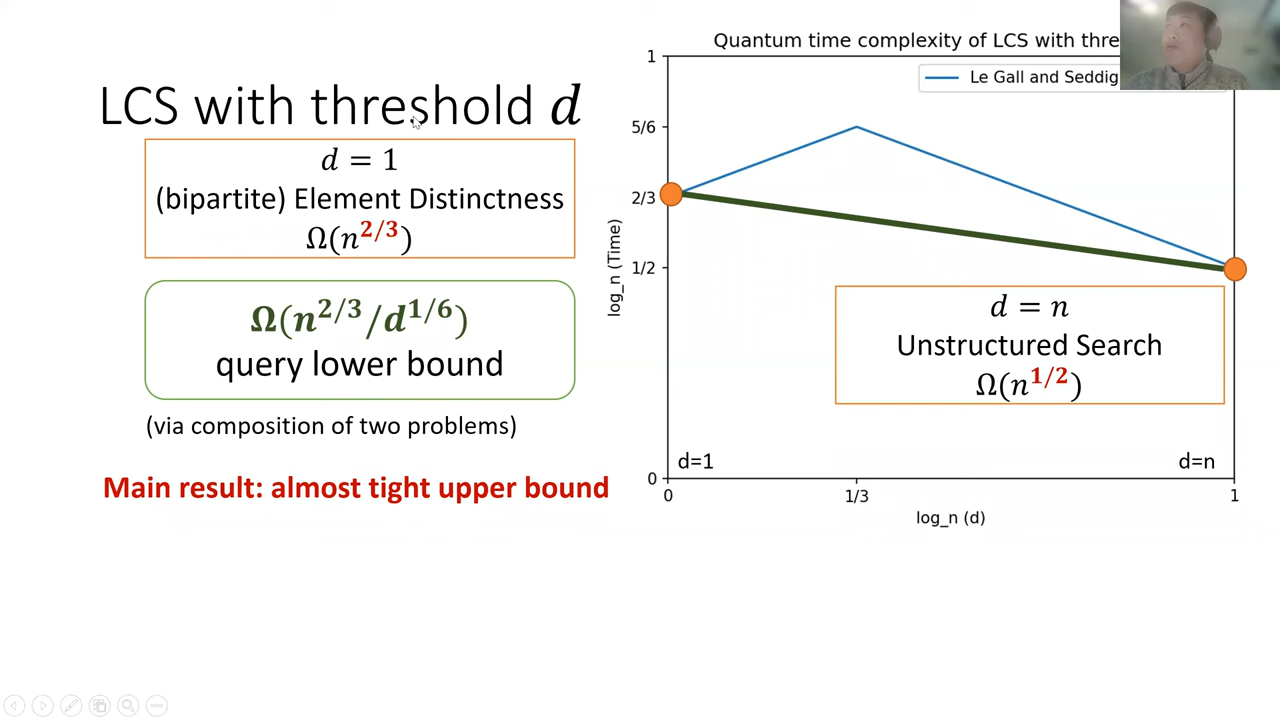 LCS with threshold d
d = 1
(bipartite) Element Distinctness
Ω(n^{2/3})
Ω(n^{2/3}/d^{1/6})
query lower bound
(via composition of two problems)
Main result: almost tight upper bound
Quantum time complexity of LCS with thre
Le Gall and Seddig
1
5/6
2/3
1/2
0
log_n (Time)
d = n
Unstructured Search
Ω(n^{1/2})
d=1
d=n
0
1/3
1
log_n (d)